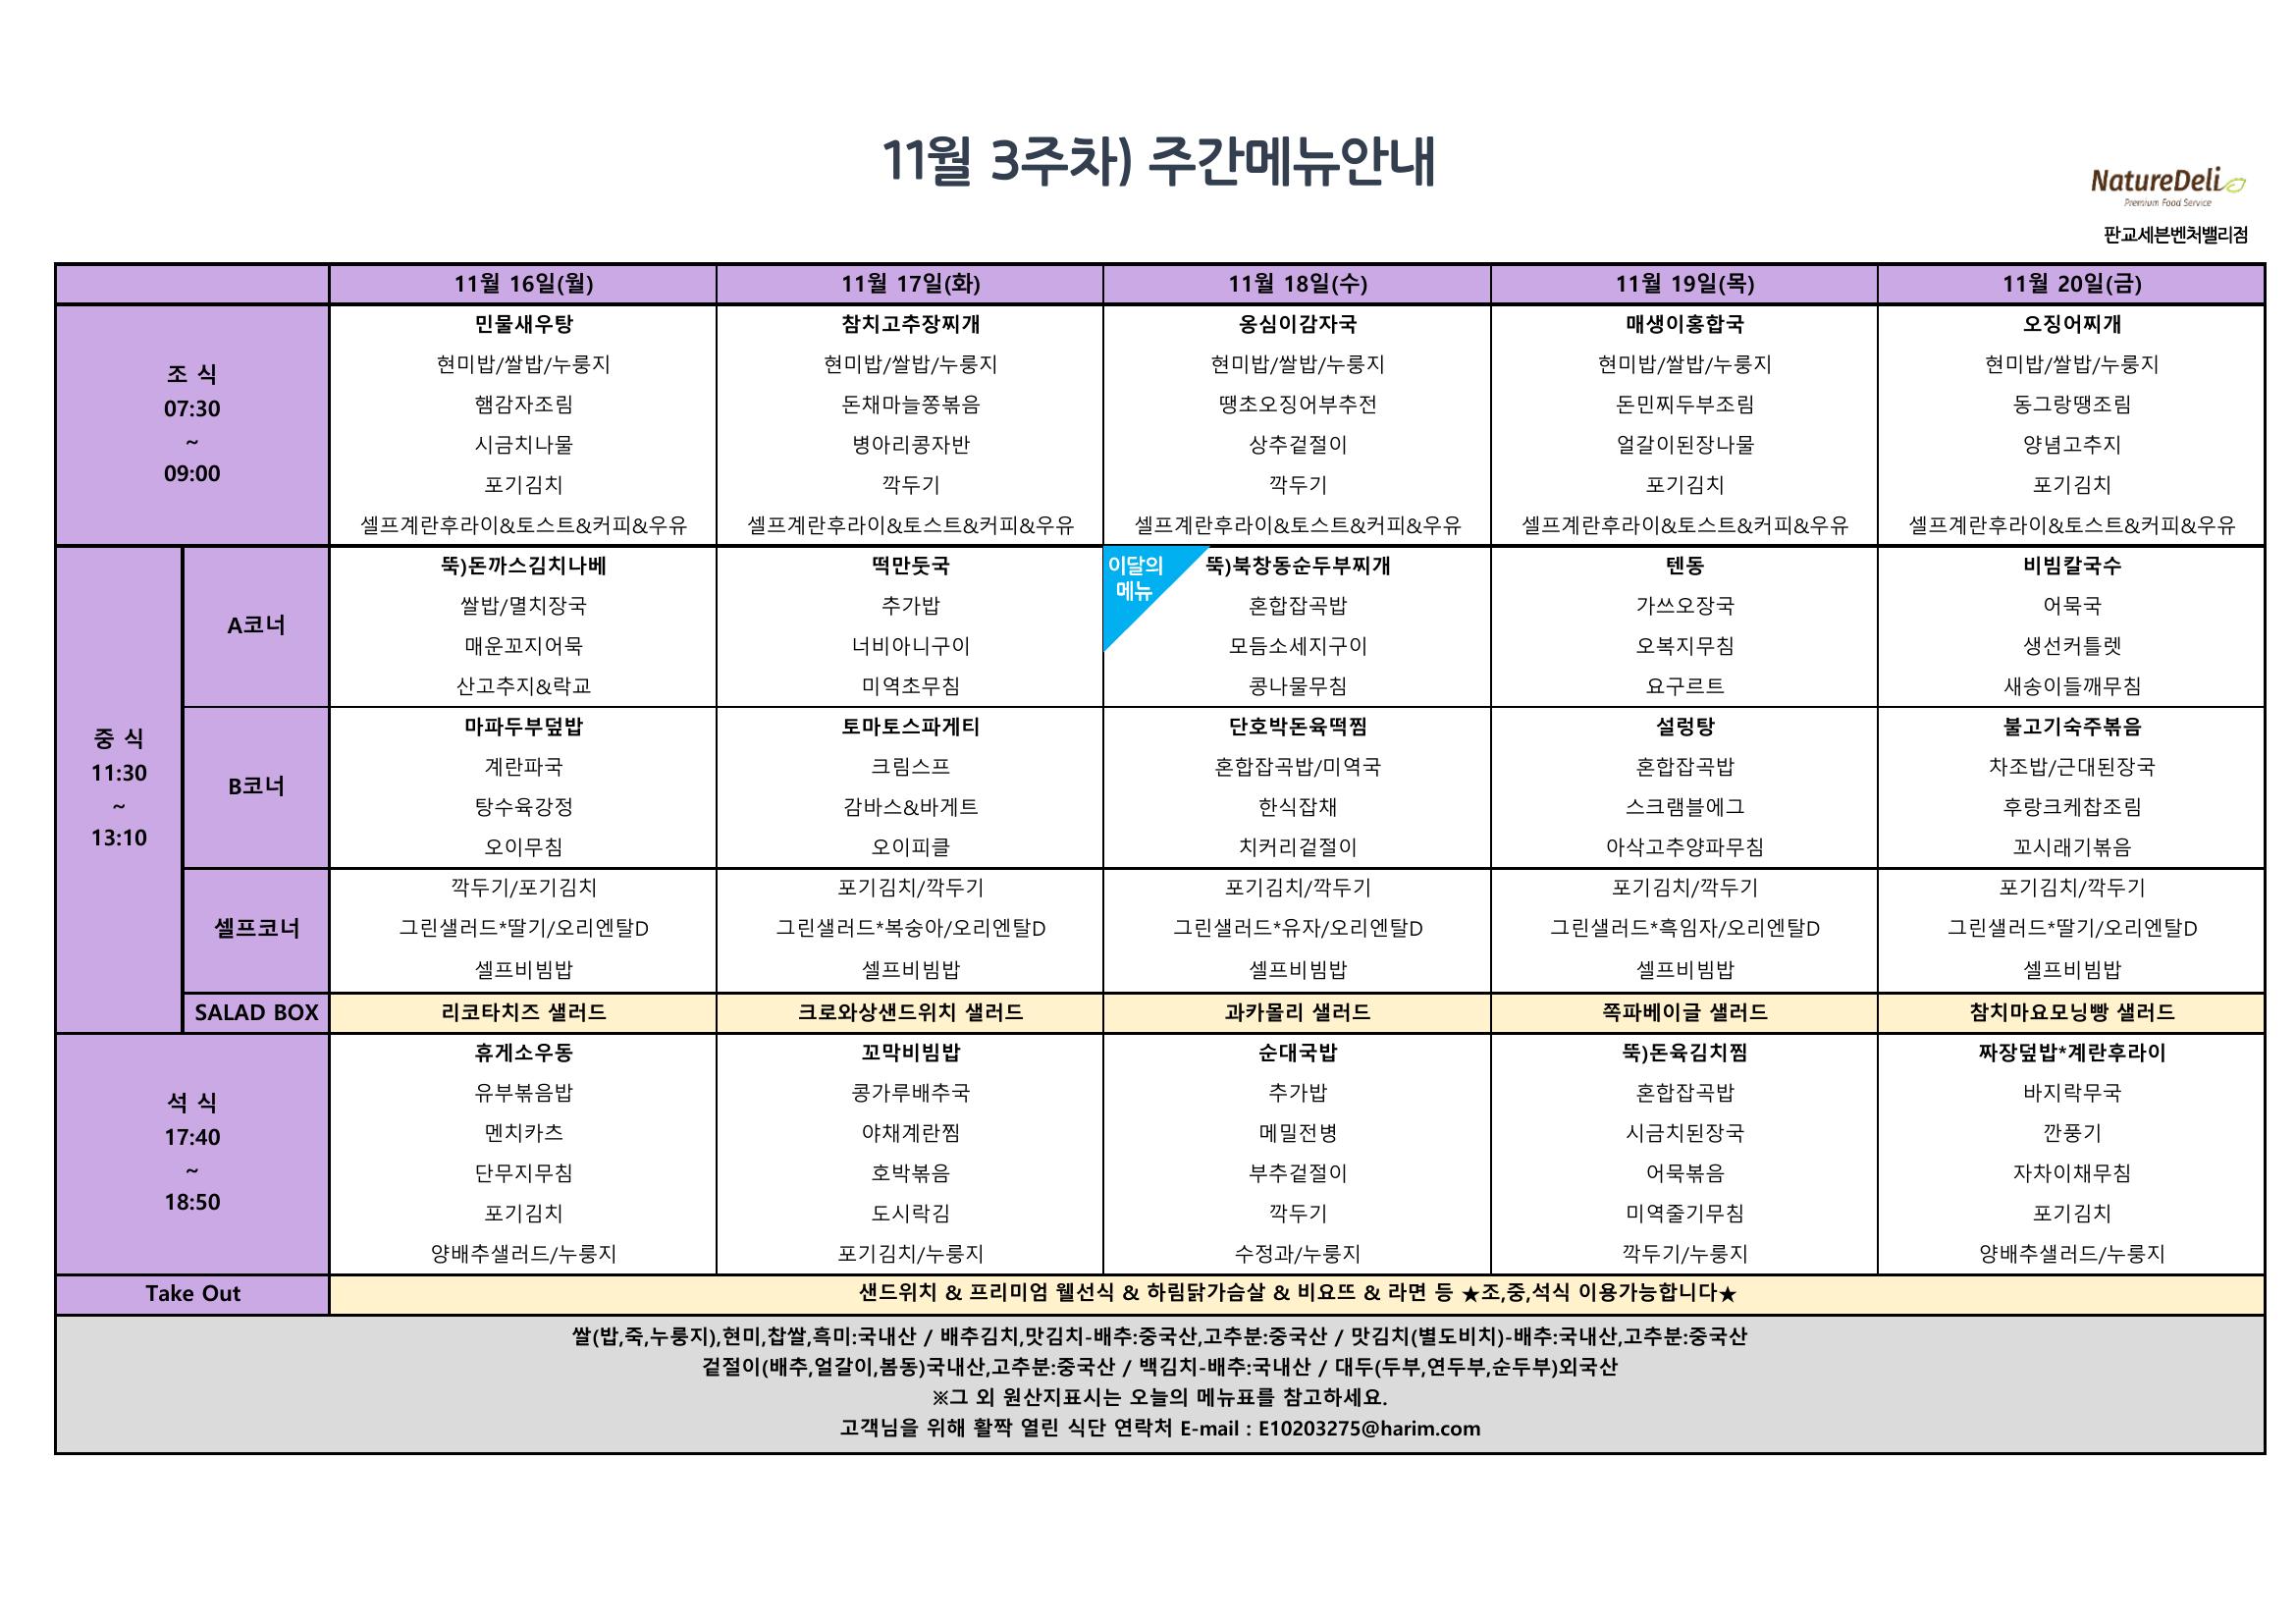 11월 3주차) 주간메뉴안내
NatureDeli
Premium Food Service
판교세븐벤처밸리점
11월 16일(월) 11월 17일(화) 11월 18일(수) 11월 19일(목) 11월 20일(금)
조 식
07:30
~
09:00
민물새우탕 참치고추장찌개 옹심이감자국 매생이홍합국 오징어찌개
현미밥/쌀밥/누룽지 현미밥/쌀밥/누룽지 현미밥/쌀밥/누룽지 현미밥/쌀밥/누룽지 현미밥/쌀밥/누룽지
햄감자조림 돈채마늘쫑볶음 땡초오징어부추전 돈민찌두부조림 동그랑땡조림
시금치나물 병아리콩자반 상추겉절이 얼갈이된장나물 양념고추지
포기김치 깍두기 깍두기 포기김치 포기김치
셀프계란후라이&토스트&커피&우유 셀프계란후라이&토스트&커피&우유 셀프계란후라이&토스트&커피&우유 셀프계란후라이&토스트&커피&우유 셀프계란후라이&토스트&커피&우유
중 식
11:30
~
13:10
A코너
이달의
메뉴
뚝)돈까스김치나베 떡만둣국 뚝)북창동순두부찌개 텐동 비빔칼국수
쌀밥/멸치장국 추가밥 혼합잡곡밥 가쓰오장국 어묵국
매운꼬지어묵 너비아니구이 모듬소세지구이 오복지무침 생선커틀렛
산고추지&락교 미역초무침 콩나물무침 요구르트 새송이들깨무침
B코너
마파두부덮밥 토마토스파게티 단호박돈육떡찜 설렁탕 불고기숙주볶음
계란파국 크림스프 혼합잡곡밥/미역국 혼합잡곡밥 차조밥/근대된장국
탕수육강정 감바스&바게트 한식잡채 스크램블에그 후랑크케찹조림
오이무침 오이피클 치커리겉절이 아삭고추양파무침 꼬시래기볶음
셀프코너
깍두기/포기김치 포기김치/깍두기 포기김치/깍두기 포기김치/깍두기 포기김치/깍두기
그린샐러드*딸기/오리엔탈D 그린샐러드*복숭아/오리엔탈D 그린샐러드*유자/오리엔탈D 그린샐러드*흑임자/오리엔탈D 그린샐러드*딸기/오리엔탈D
셀프비빔밥 셀프비빔밥 셀프비빔밥 셀프비빔밥 셀프비빔밥
SALAD BOX 리코타치즈 샐러드 크로와상샌드위치 샐러드 과카몰리 샐러드 쪽파베이글 샐러드 참치마요모닝빵 샐러드
석 식
17:40
~
18:50
휴게소우동 꼬막비빔밥 순대국밥 뚝)돈육김치찜 짜장덮밥*계란후라이
유부볶음밥 콩가루배추국 추가밥 혼합잡곡밥 바지락무국
멘치카츠 야채계란찜 메밀전병 시금치된장국 깐풍기
단무지무침 호박볶음 부추겉절이 어묵볶음 자차이채무침
포기김치 도시락김 깍두기 미역줄기무침 포기김치
양배추샐러드/누룽지 포기김치/누룽지 수정과/누룽지 깍두기/누룽지 양배추샐러드/누룽지
Take Out 샌드위치 & 프리미엄 웰선식 & 하림닭가슴살 & 비요뜨 & 라면 등 ★조,중,석식 이용가능합니다★
쌀(밥,죽,누룽지),현미,찹쌀,흑미:국내산 / 배추김치,맛김치-배추:중국산,고추분:중국산 / 맛김치(별도비치)-배추:국내산,고추분:중국산
겉절이(배추,얼갈이,봄동)국내산,고추분:중국산 / 백김치-배추:국내산 / 대두(두부,연두부,순두부)외국산
※그 외 원산지표시는 오늘의 메뉴표를 참고하세요.
고객님을 위해 활짝 열린 식단 연락처 E-mail : E10203275@harim.com